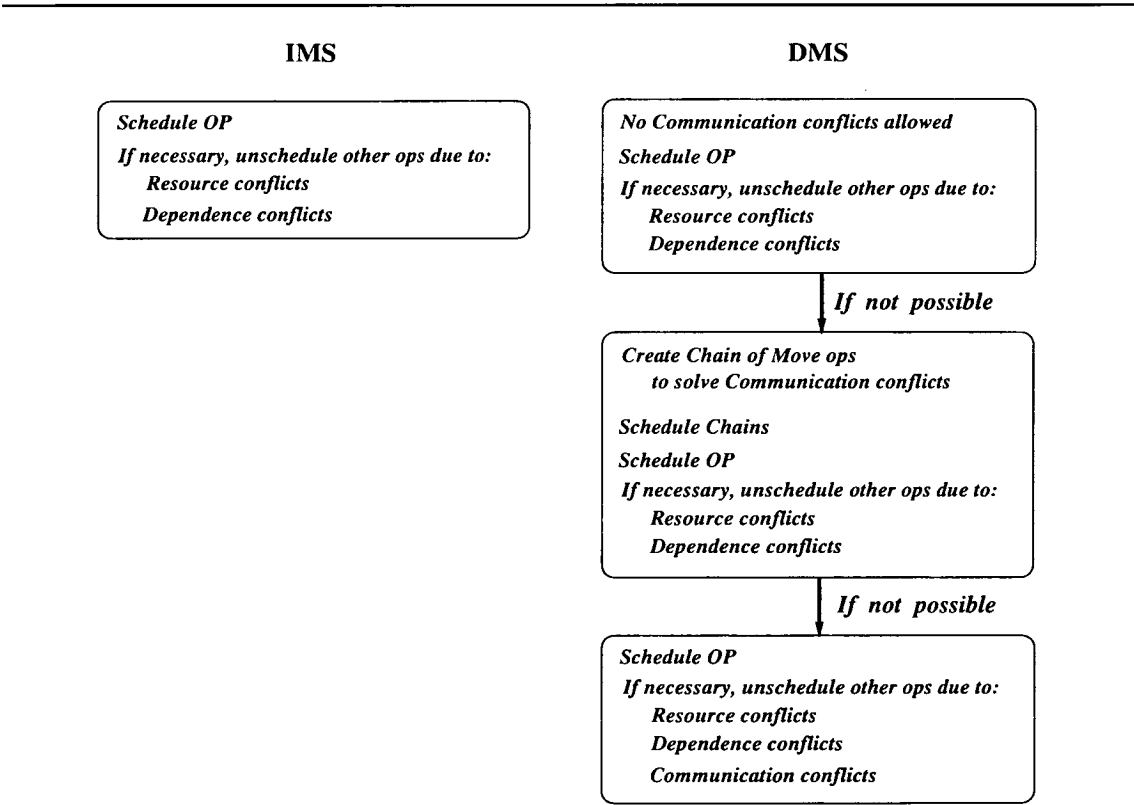 IMS
Schedule OP
If necessary, unschedule other ops due to:
Resource conflicts
Dependence conflicts
DMS
No Communication conflicts allowed
Schedule OP
If necessary, unschedule other ops due to:
Resource conflicts
Dependence conflicts
If not possible
Create Chain of Move ops
to solve Communication conflicts
Schedule Chains
Schedule OP
If necessary, unschedule other ops due to:
Resource conflicts
Dependence conflicts
If not possible
Schedule OP
If necessary, unschedule other ops due to:
Resource conflicts
Dependence conflicts
Communication conflicts